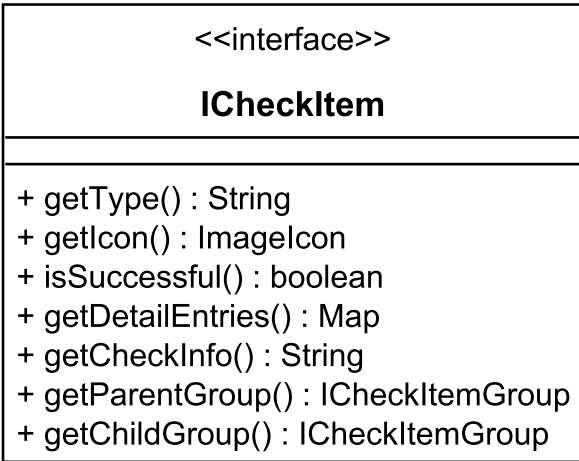 <<interface>>
ICheckItem
+ getType() : String
+ getIcon() : ImageIcon
+ isSuccessful() : boolean
+ getDetailEntries() : Map
+ getCheckInfo() : String
+ getParentGroup() : ICheckItemGroup
+ getChildGroup() : ICheckItemGroup